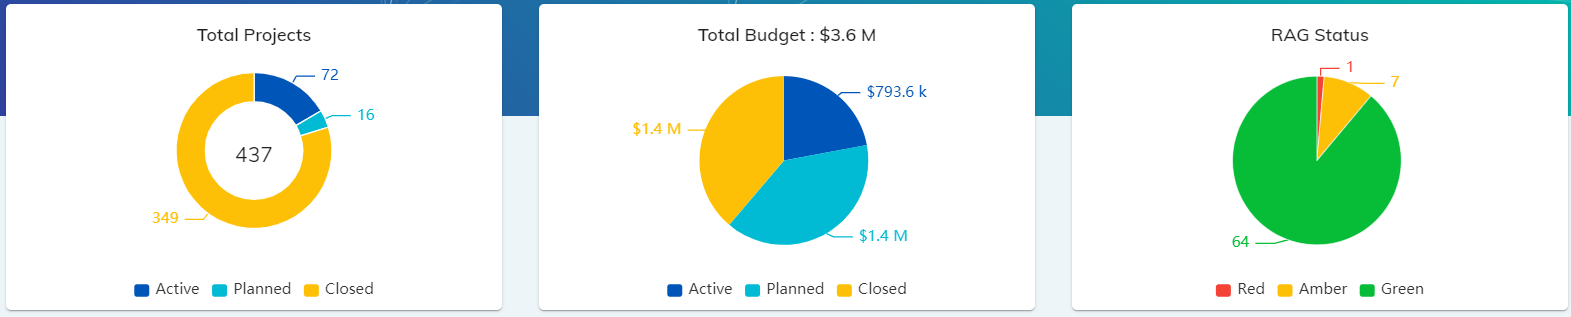 Total Projects
72
16
437
349
Active Planned Closed
Total Budget : $3.6 M
$793.6 k
$1.4 M
$1.4 M
Active Planned Closed
RAG Status
1
7
64
Red Amber Green